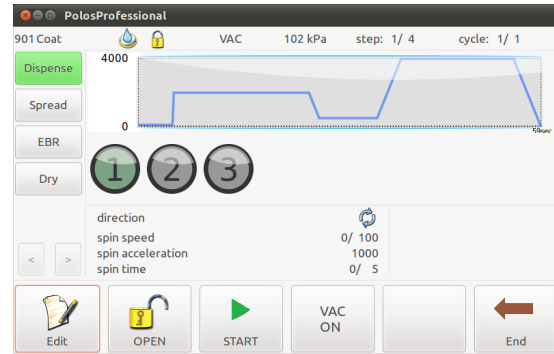 PolosProfessional
901 Coat VAC 102 kPa step: 1/ 4 cycle: 1/ 1
Dispense
4000
Spread
0
59sec
EBR
Dry
1 2 3
direction
spin speed 0/ 100
spin acceleration 1000
spin time 0/ 5
< >
Edit OPEN START VAC ON End